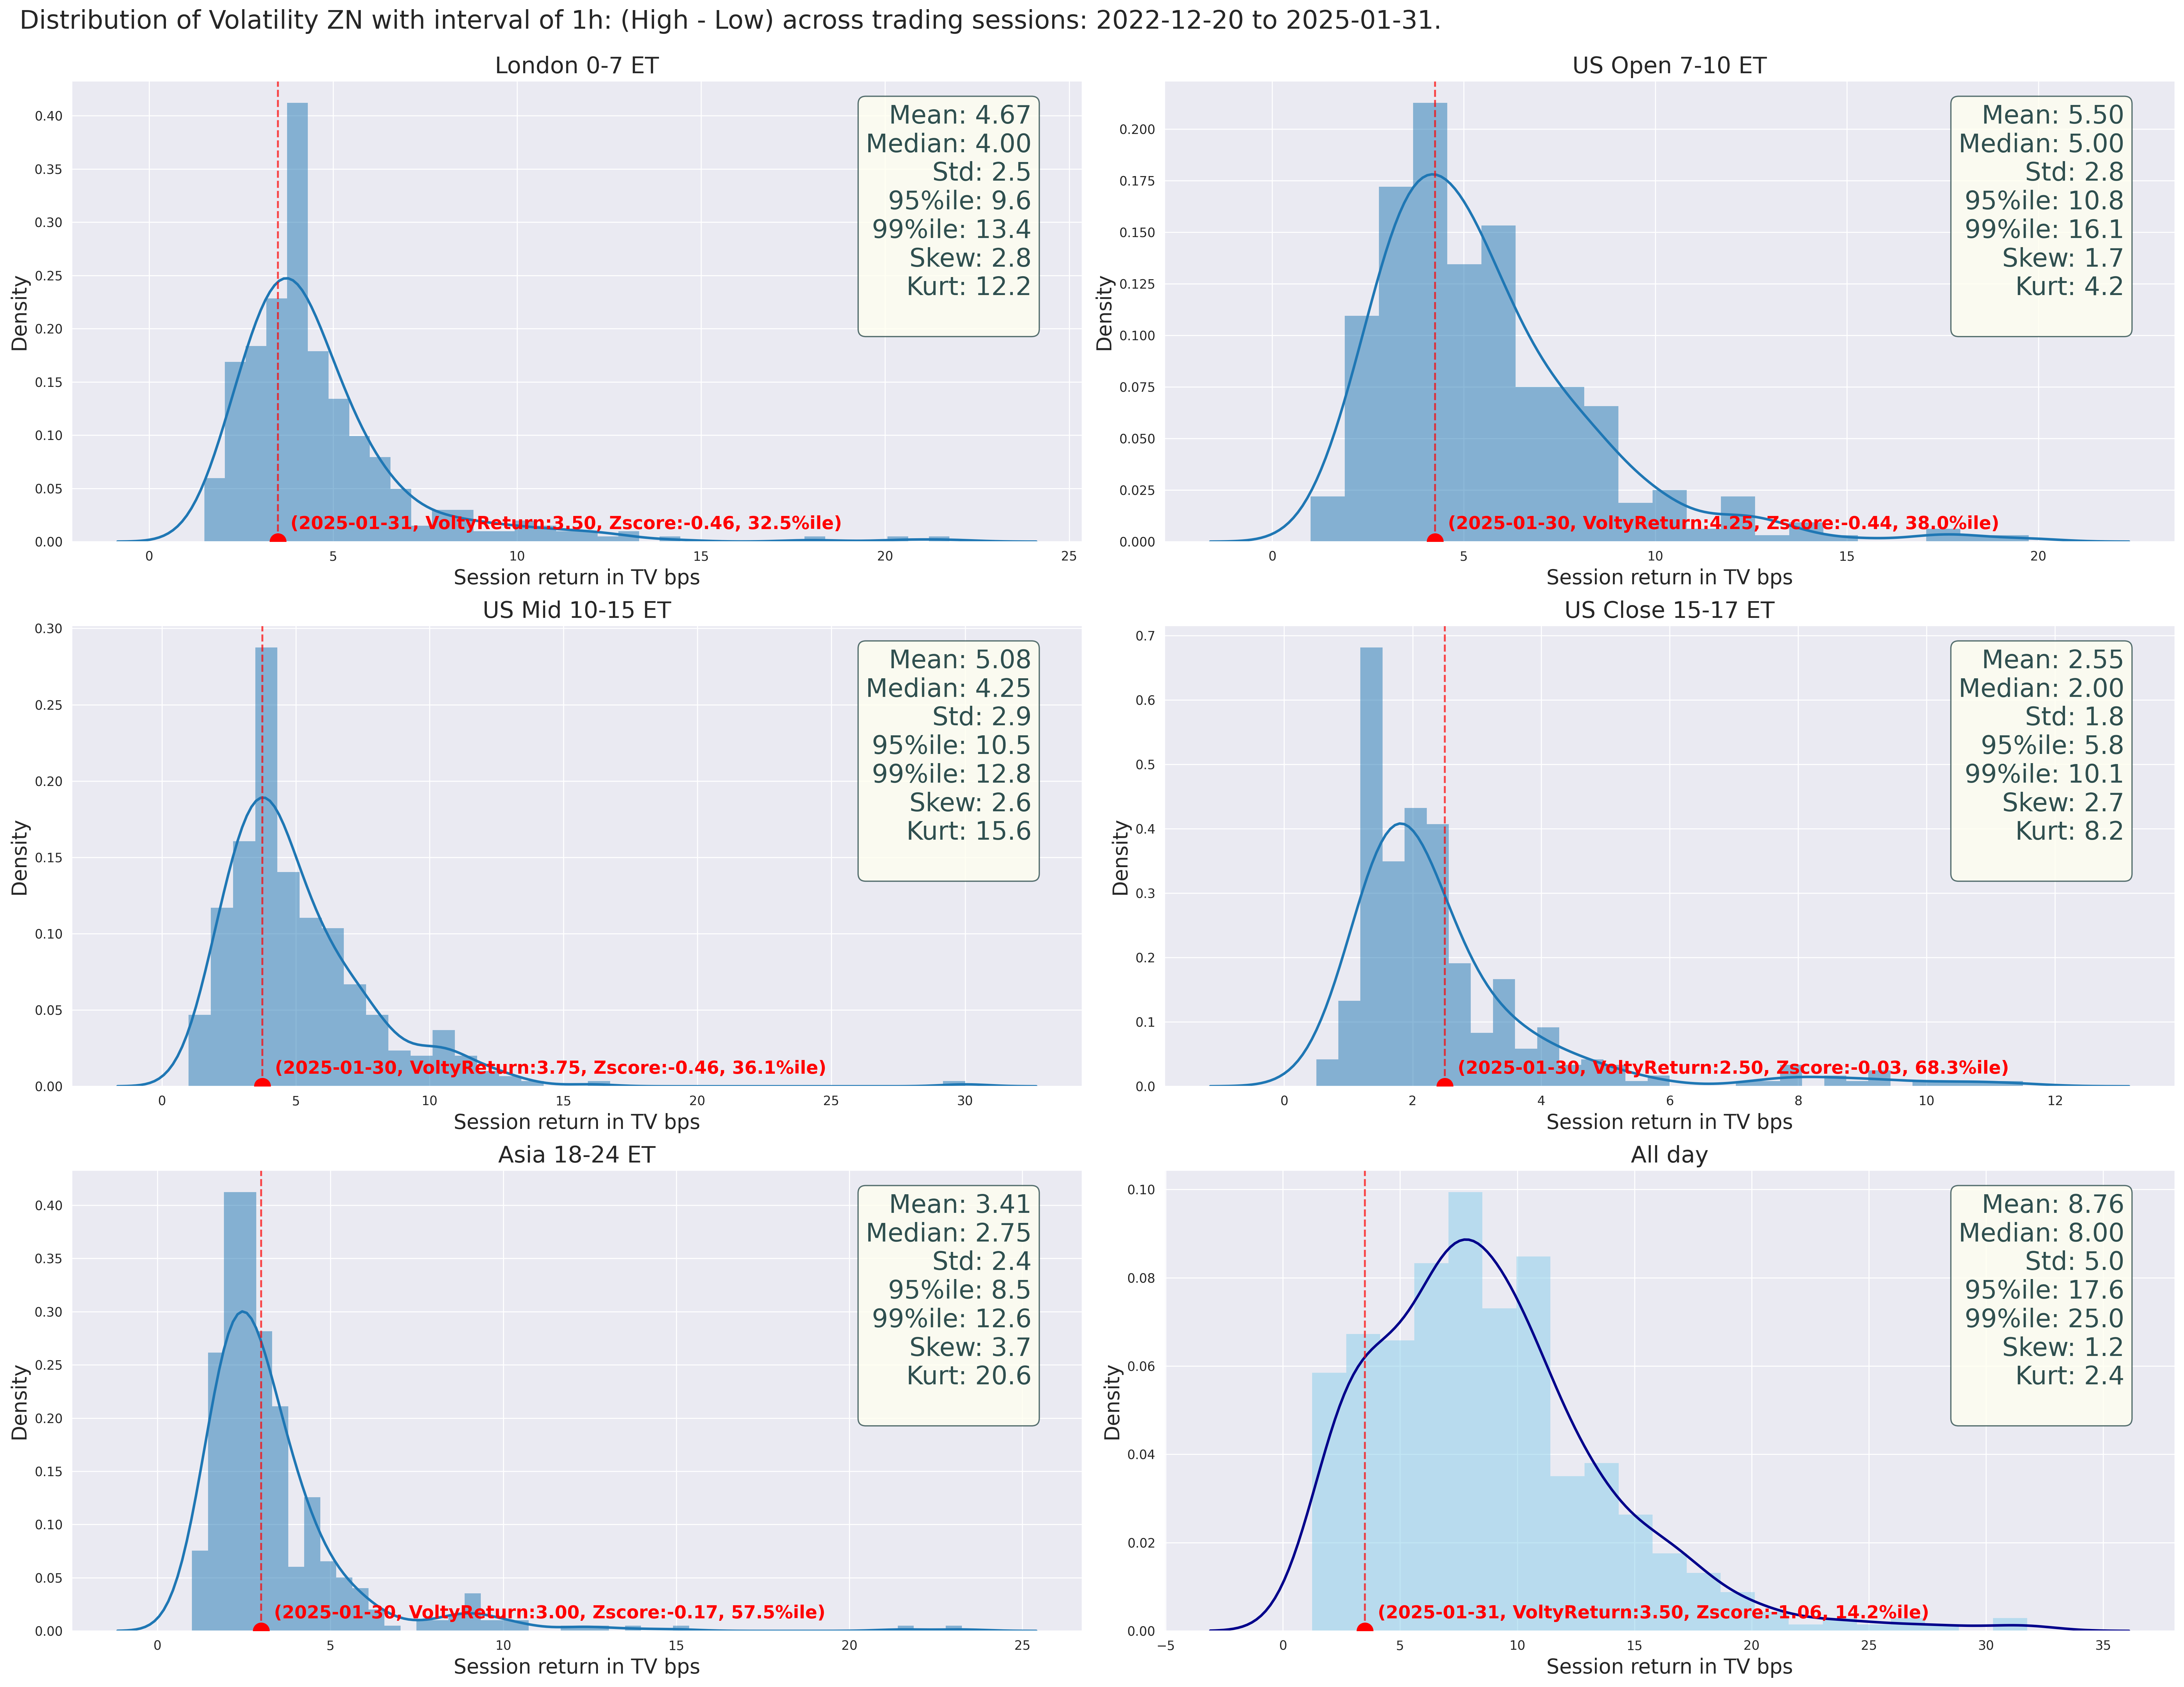 Distribution of Volatility ZN with interval of 1h: (High - Low) across trading sessions: 2022-12-20 to 2025-01-31.
London 0-7 ET
Density
0.40
0.35
0.30
0.25
0.20
0.15
0.10
0.05
0.00
Mean: 4.67
Median: 4.00
Std: 2.5
95%ile: 9.6
99%ile: 13.4
Skew: 2.8
Kurt: 12.2
(2025-01-31, VoltyReturn:3.50, Zscore:-0.46, 32.5%ile)
0 5 10 15 20 25
Session return in TV bps
US Open 7-10 ET
Density
0.200
0.175
0.150
0.125
0.100
0.075
0.050
0.025
0.000
Mean: 5.50
Median: 5.00
Std: 2.8
95%ile: 10.8
99%ile: 16.1
Skew: 1.7
Kurt: 4.2
(2025-01-30, VoltyReturn:4.25, Zscore:-0.44, 38.0%ile)
0 5 10 15 20
Session return in TV bps
US Mid 10-15 ET
Density
0.30
0.25
0.20
0.15
0.10
0.05
0.00
Mean: 5.08
Median: 4.25
Std: 2.9
95%ile: 10.5
99%ile: 12.8
Skew: 2.6
Kurt: 15.6
(2025-01-30, VoltyReturn:3.75, Zscore:-0.46, 36.1%ile)
0 5 10 15 20 25 30
Session return in TV bps
US Close 15-17 ET
Density
0.7
0.6
0.5
0.4
0.3
0.2
0.1
0.0
Mean: 2.55
Median: 2.00
Std: 1.8
95%ile: 5.8
99%ile: 10.1
Skew: 2.7
Kurt: 8.2
(2025-01-30, VoltyReturn:2.50, Zscore:-0.03, 68.3%ile)
0 2 4 6 8 10 12
Session return in TV bps
Asia 18-24 ET
Density
0.40
0.35
0.30
0.25
0.20
0.15
0.10
0.05
0.00
Mean: 3.41
Median: 2.75
Std: 2.4
95%ile: 8.5
99%ile: 12.6
Skew: 3.7
Kurt: 20.6
(2025-01-30, VoltyReturn:3.00, Zscore:-0.17, 57.5%ile)
0 5 10 15 20 25
Session return in TV bps
All day
Density
0.10
0.08
0.06
0.04
0.02
0.00
Mean: 8.76
Median: 8.00
Std: 5.0
95%ile: 17.6
99%ile: 25.0
Skew: 1.2
Kurt: 2.4
(2025-01-31, VoltyReturn:3.50, Zscore:-1.06, 14.2%ile)
−5 0 5 10 15 20 25 30 35
Session return in TV bps